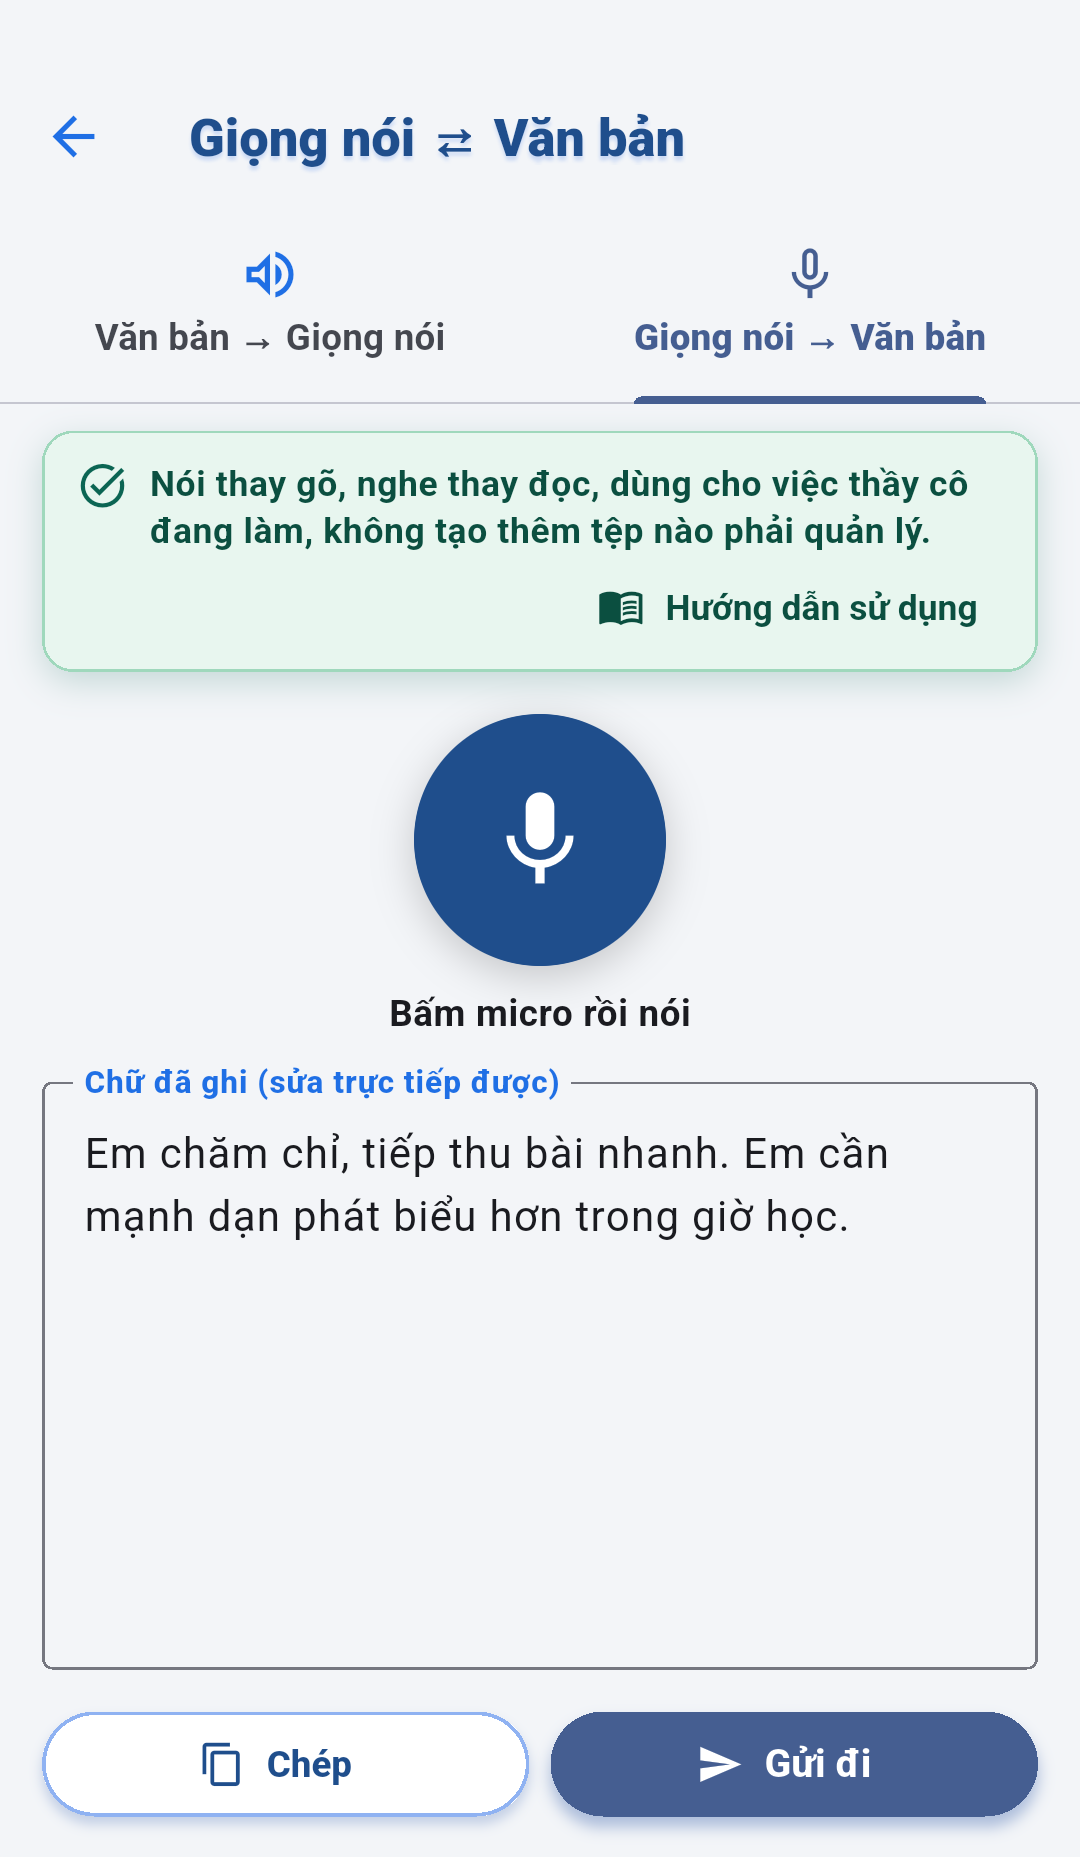 Giọng nói ⇄ Văn bản
Văn bản → Giọng nói
Giọng nói → Văn bản
Nói thay gõ, nghe thay đọc, dùng cho việc thầy cô
đang làm, không tạo thêm tệp nào phải quản lý.
Hướng dẫn sử dụng
Bấm micro rồi nói
Chữ đã ghi (sửa trực tiếp được)
Em chăm chỉ, tiếp thu bài nhanh. Em cần
mạnh dạn phát biểu hơn trong giờ học.
Chép
Gửi đi